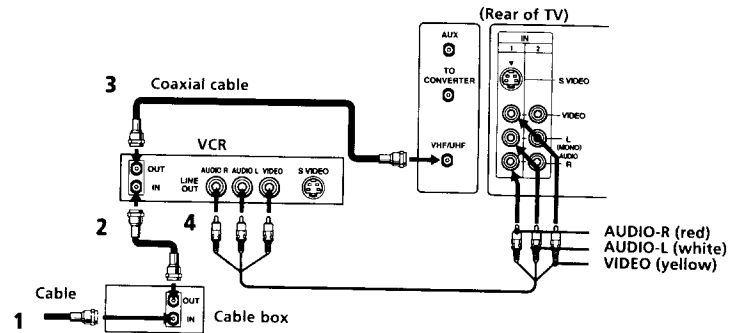 (Rear of TV)
AUX
TO
CONVERTER
VHF/UHF
IN
1 2
S VIDEO
VIDEO
L
(MONO)
AUDIO
R
3 Coaxial cable
VCR
OUT
IN
LINE
OUT
AUDIO R AUDIO L VIDEO S VIDEO
2
4
AUDIO-R (red)
AUDIO-L (white)
VIDEO (yellow)
Cable
1
OUT
IN
Cable box